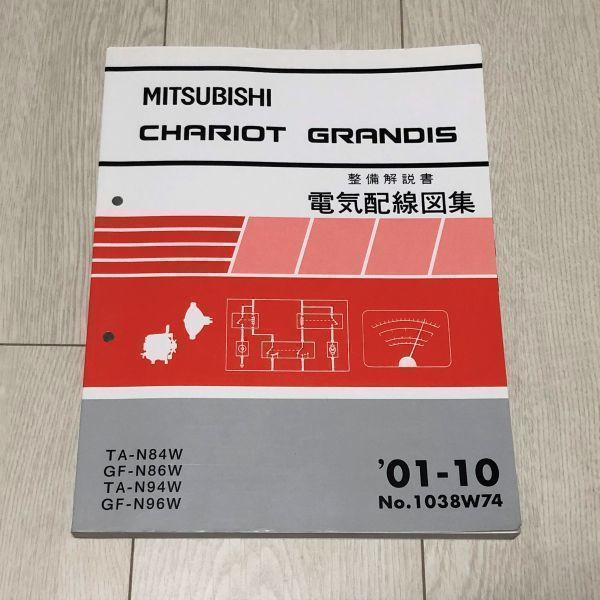 MITSUBISHI
CHARIOT GRANDIS
整備解説書
電気配線図集
TA-N84W
GF-N86W
TA-N94W
GF-N96W
'01-10
No.1038W74